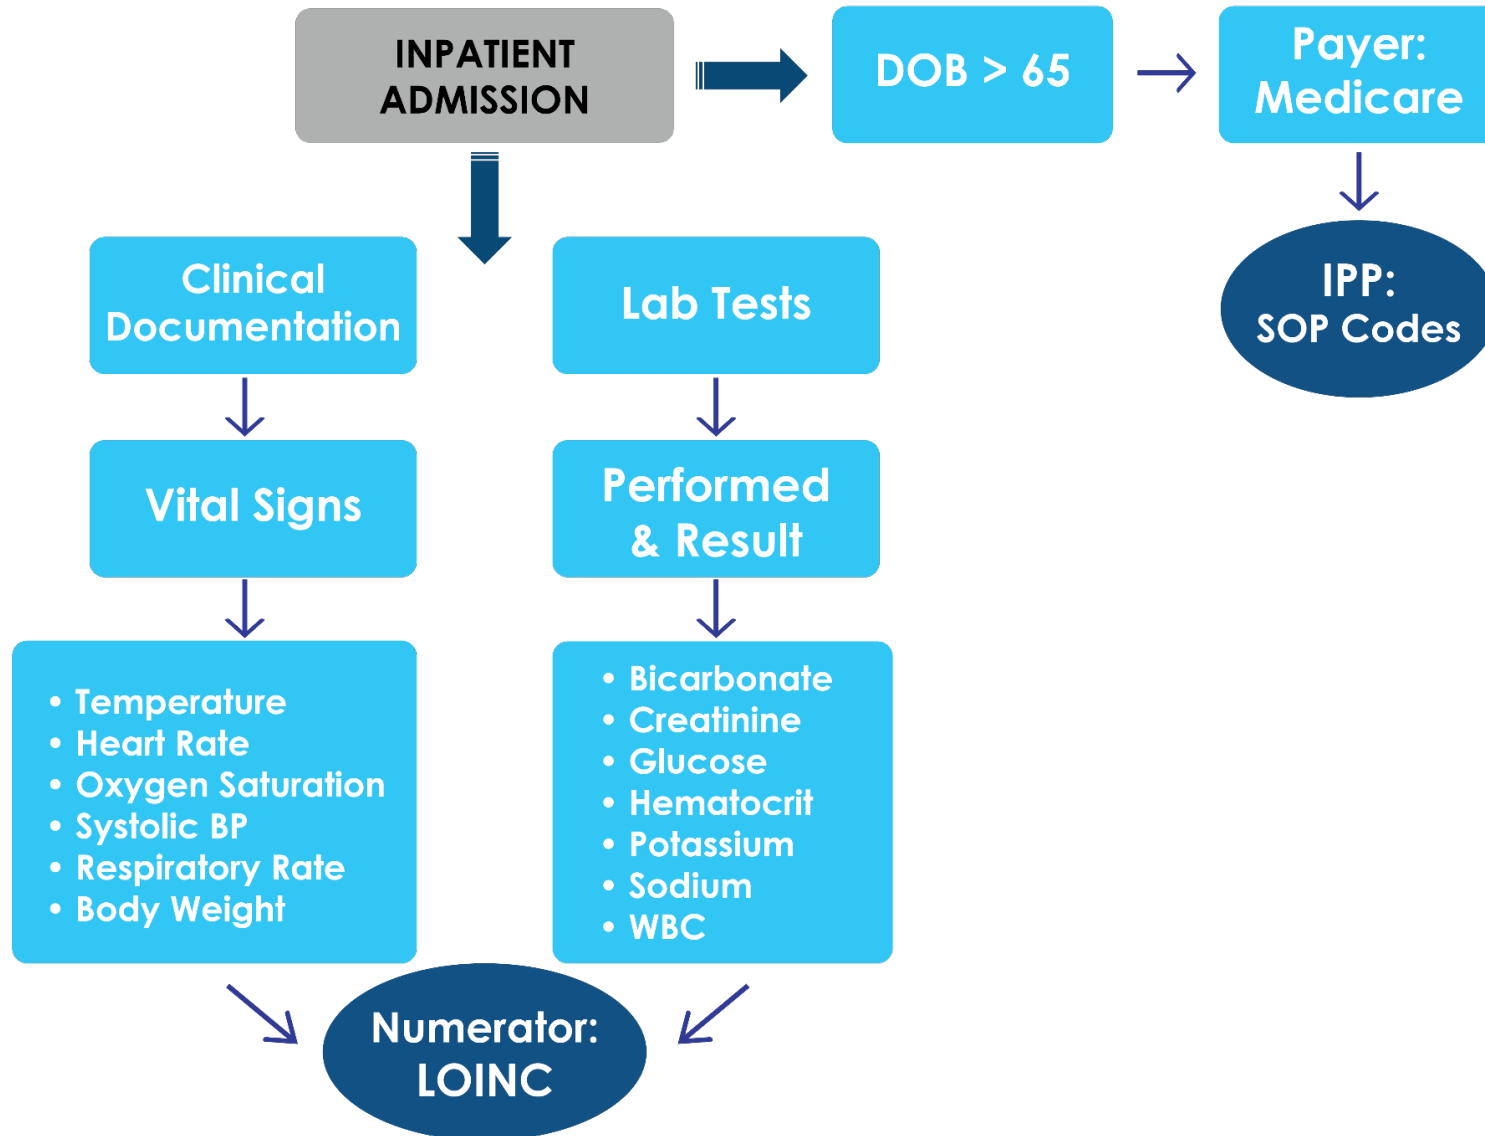 INPATIENT
ADMISSION
DOB > 65
Payer:
Medicare
IPP:
SOP Codes
Clinical
Documentation
Lab Tests
Vital Signs
Performed
& Result
• Temperature
• Heart Rate
• Oxygen Saturation
• Systolic BP
• Respiratory Rate
• Body Weight
• Bicarbonate
• Creatinine
• Glucose
• Hematocrit
• Potassium
• Sodium
• WBC
Numerator:
LOINC